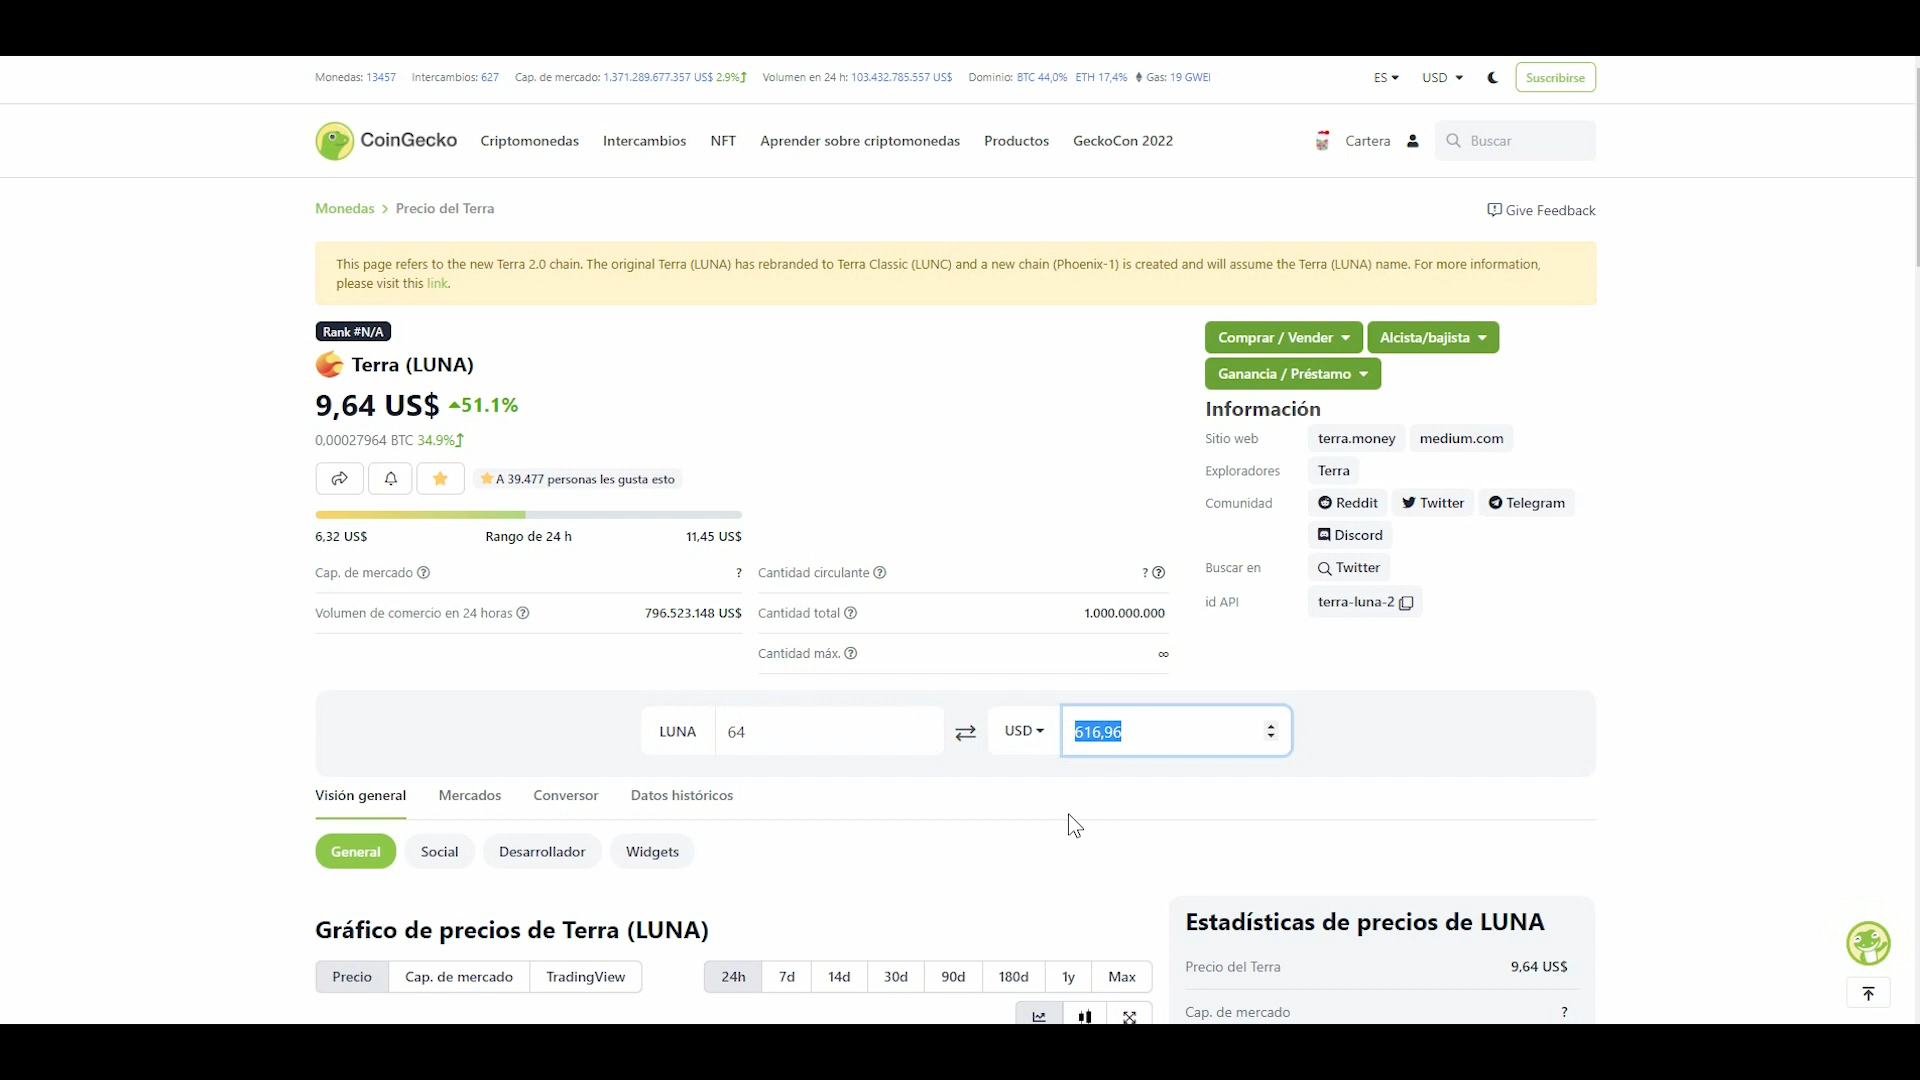 Monedas: 13457 Intercambios: 627 Cap. de mercado: 1.371.289.677.357 US$ 2.9% Volumen en 24 h: 103.432.785.557 US$ Dominio: BTC 44,0% ETH 17,4% Gas: 19 GWEI ES USD Suscribirse
CoinGecko Criptomonedas Intercambios NFT Aprender sobre criptomonedas Productos GeckoCon 2022 Cartera Buscar
Monedas > Precio del Terra Give Feedback
This page refers to the new Terra 2.0 chain. The original Terra (LUNA) has rebranded to Terra Classic (LUNC) and a new chain (Phoenix-1) is created and will assume the Terra (LUNA) name. For more information,
please visit this link.
Rank #N/A
Terra (LUNA)
9,64 US$ 51.1%
0,00027964 BTC 34.9%
A 39.477 personas les gusta esto
6,32 US$ Rango de 24 h 11,45 US$
Cap. de mercado ?
Volumen de comercio en 24 horas 796.523.148 US$
Cantidad circulante ?
Cantidad total 1.000.000.000
Cantidad máx. ∞
Comprar / Vender Alcista/bajista
Ganancia / Préstamo
Información
Sitio web terra.money medium.com
Exploradores Terra
Comunidad Reddit Twitter Telegram
Discord
Buscar en Twitter
id API terra-luna-2
LUNA 64 USD 616,96
Visión general Mercados Conversor Datos históricos
General Social Desarrollador Widgets
Gráfico de precios de Terra (LUNA)
Precio Cap. de mercado TradingView 24h 7d 14d 30d 90d 180d 1y Max
Estadísticas de precios de LUNA
Precio del Terra 9,64 US$
Cap. de mercado ?